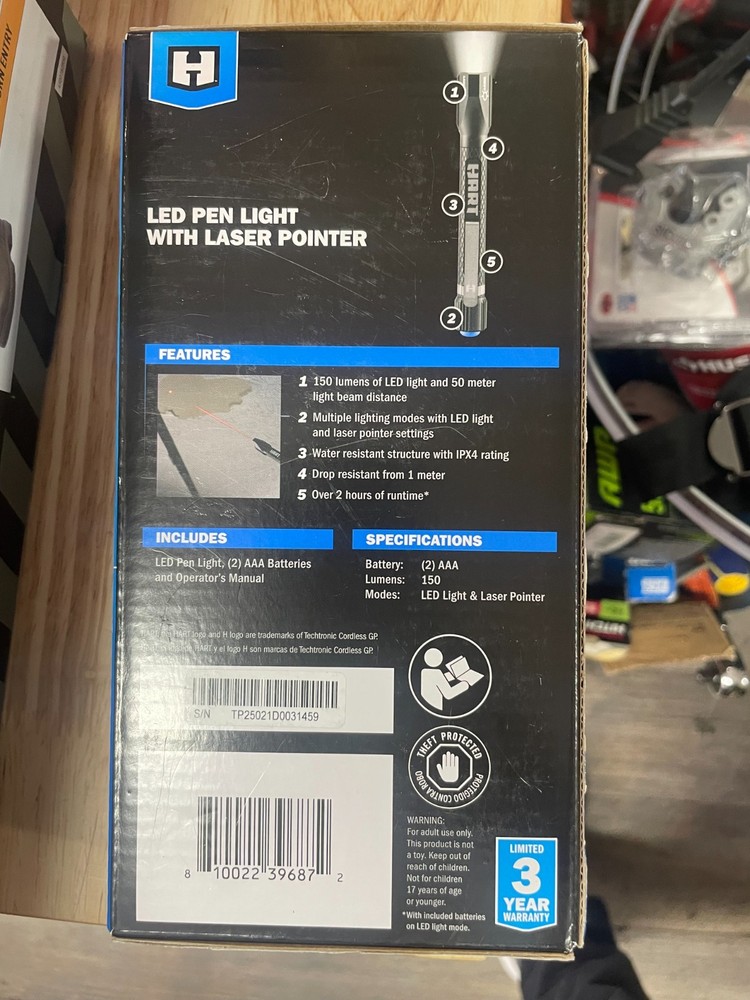 H
1
4
HART
3
5
2
LED PEN LIGHT
WITH LASER POINTER
FEATURES
1 150 lumens of LED light and 50 meter
light beam distance
2 Multiple lighting modes with LED light
and laser pointer settings
3 Water resistant structure with IPX4 rating
4 Drop resistant from 1 meter
5 Over 2 hours of runtime*
INCLUDES
LED Pen Light, (2) AAA Batteries
and Operator's Manual
SPECIFICATIONS
Battery: (2) AAA
Lumens: 150
Modes: LED Light & Laser Pointer
HART logo and H logo are trademarks of Techtronic Cordless GP.
HART y el logo H son marcas de Techtronic Cordless GP.
S/N TP25021D0031459
THEFT PROTECTED
PROTEGIDO CONTRA ROBO
8 10022 39687 2
WARNING:
For adult use only.
This product is not
a toy. Keep out of
reach of children.
Not for children
17 years of age
or younger.
*With included batteries
on LED light mode.
LIMITED
3
YEAR
WARRANTY
ENTRY